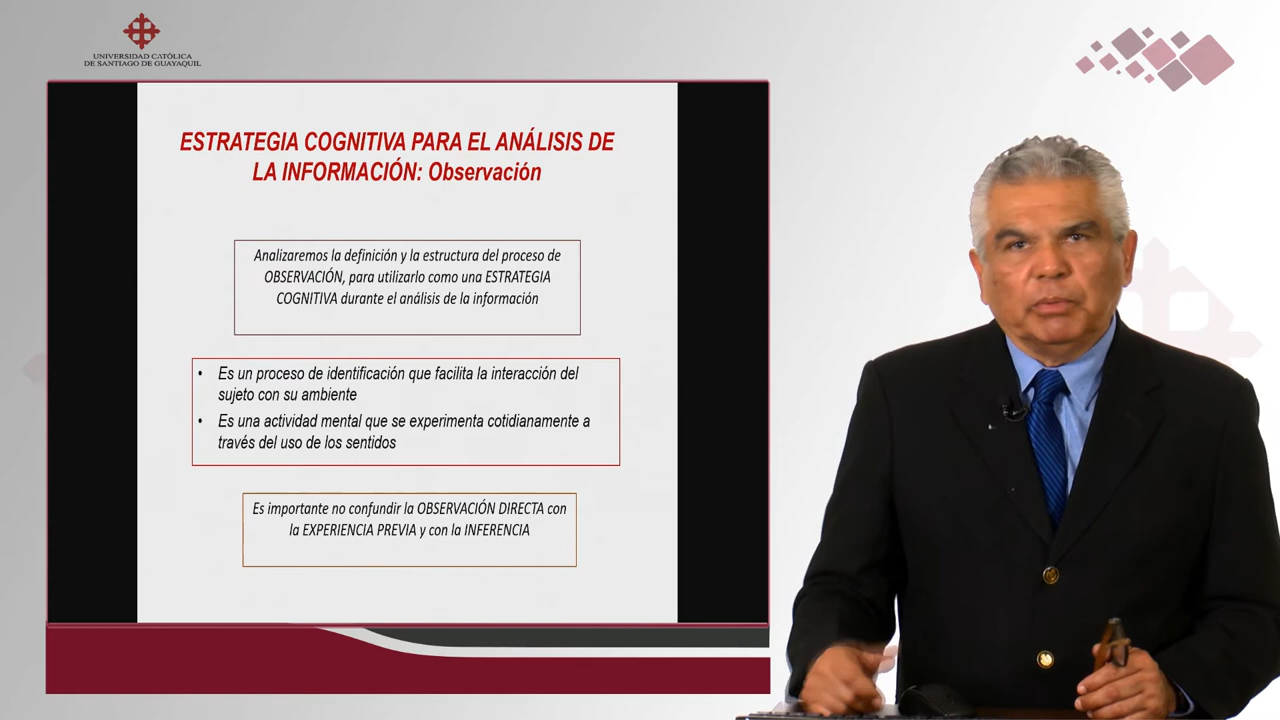 UNIVERSIDAD CATÓLICA
DE SANTIAGO DE GUAYAQUIL
ESTRATEGIA COGNITIVA PARA EL ANÁLISIS DE
LA INFORMACIÓN: Observación
Analizaremos la definición y la estructura del proceso de
OBSERVACIÓN, para utilizarlo como una ESTRATEGIA
COGNITIVA durante el análisis de la información
• Es un proceso de identificación que facilita la interacción del
sujeto con su ambiente
• Es una actividad mental que se experimenta cotidianamente a
través del uso de los sentidos
Es importante no confundir la OBSERVACIÓN DIRECTA con
la EXPERIENCIA PREVIA y con la INFERENCIA